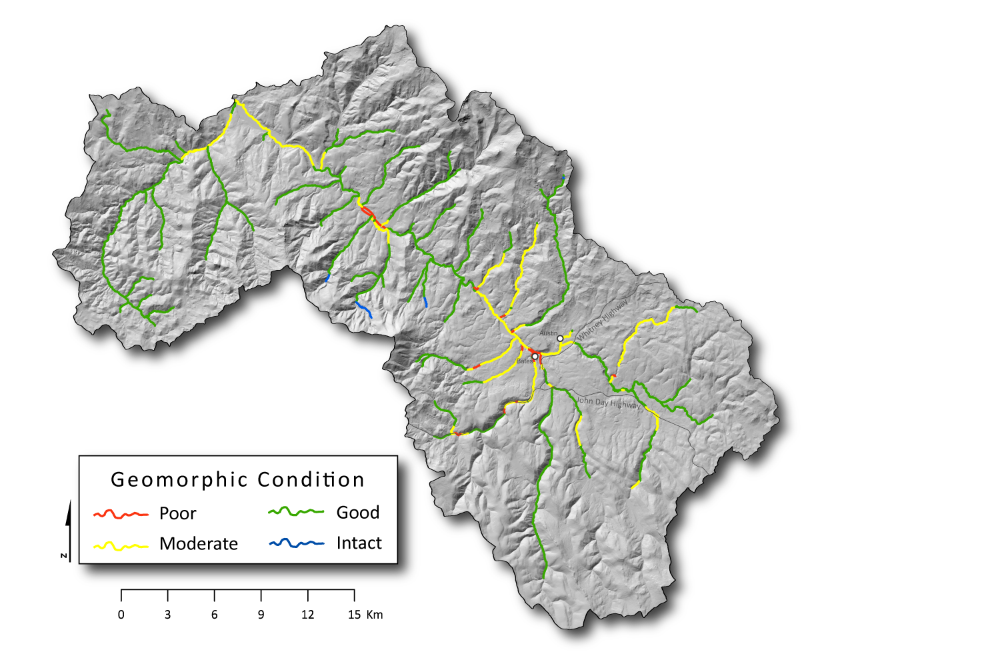 Whitney Highway
Austin
Bates
John Day Highway
Geomorphic Condition
Poor
Good
Moderate
Intact
N
0 3 6 9 12 15 Km